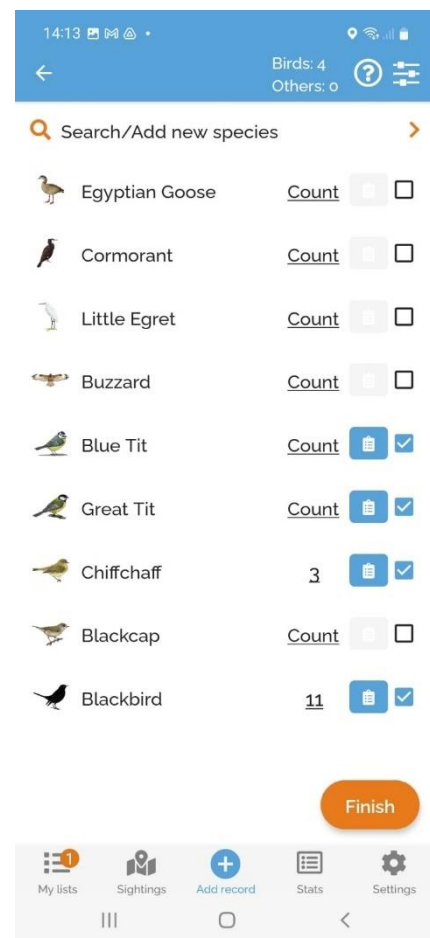 14:13
Birds: 4
Others: 0
Search/Add new species
Egyptian Goose Count
Cormorant Count
Little Egret Count
Buzzard Count
Blue Tit Count
Great Tit Count
Chiffchaff 3
Blackcap Count
Blackbird 11
Finish
1
My lists Sightings Add record Stats Settings